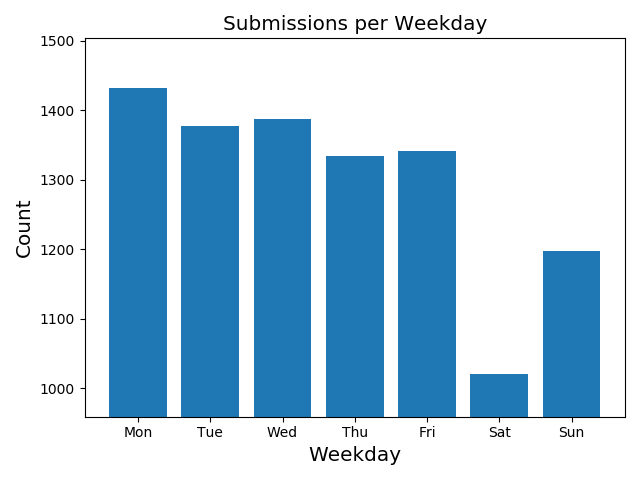 Submissions per Weekday
1500
1400
1300
1200
1100
1000
Count
Mon Tue Wed Thu Fri Sat Sun
Weekday